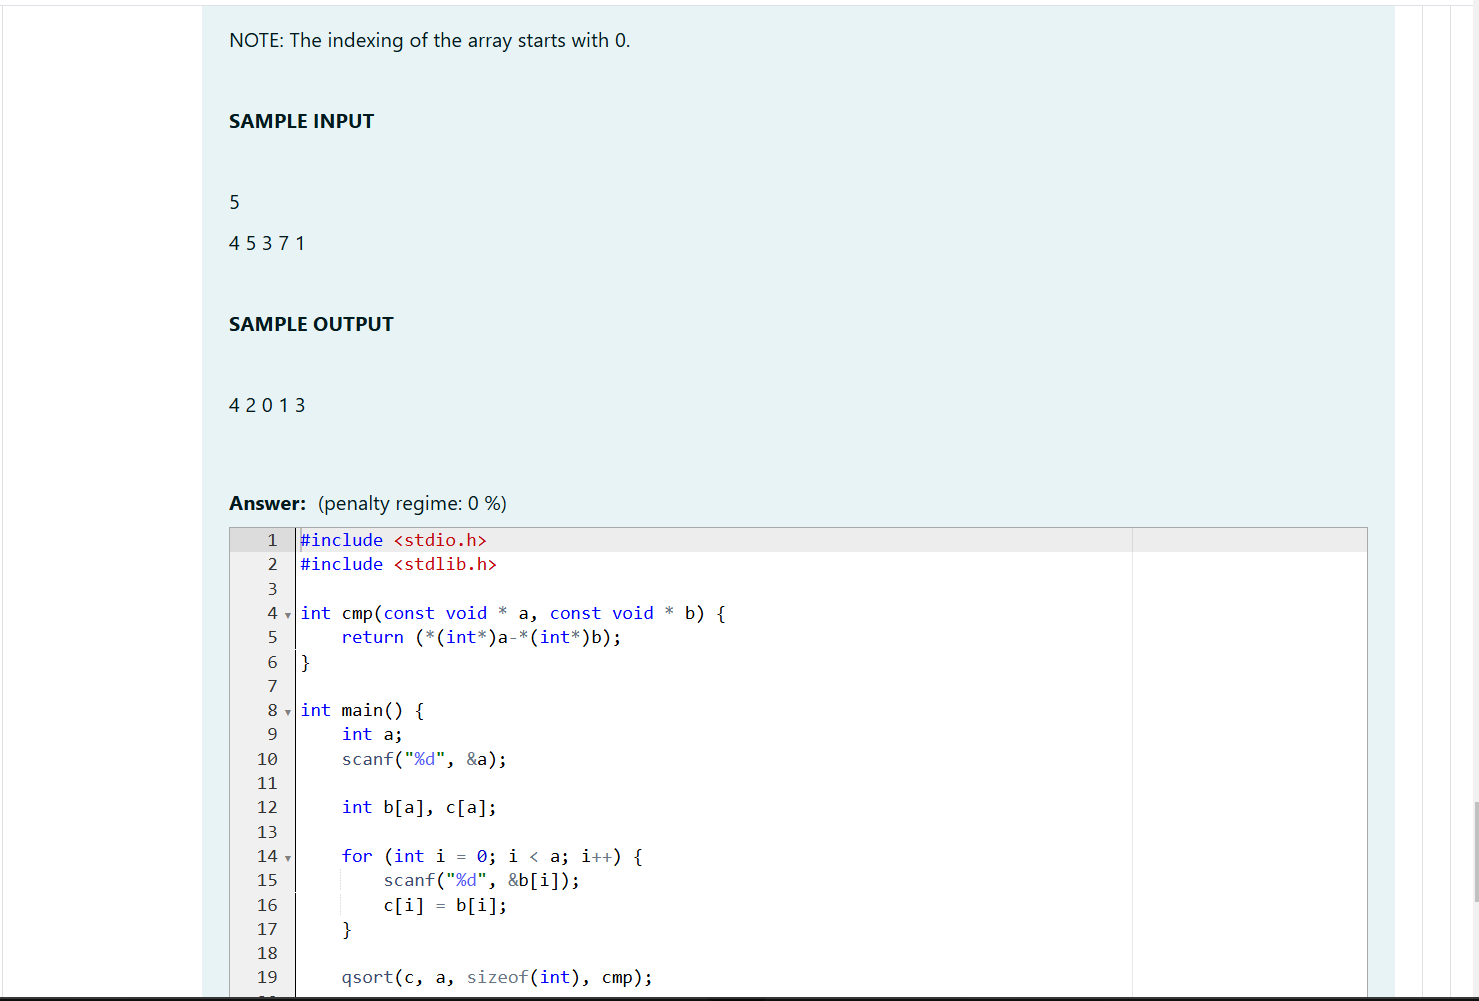 NOTE: The indexing of the array starts with 0.
SAMPLE INPUT
5
4 5 3 7 1
SAMPLE OUTPUT
4 2 0 1 3
Answer: (penalty regime: 0 %)
1 #include <stdio.h>
2 #include <stdlib.h>
3
4 int cmp(const void * a, const void * b) {
5     return (*(int*)a-*(int*)b);
6 }
7
8 int main() {
9     int a;
10     scanf("%d", &a);
11
12     int b[a], c[a];
13
14     for (int i = 0; i < a; i++) {
15         scanf("%d", &b[i]);
16         c[i] = b[i];
17     }
18
19     qsort(c, a, sizeof(int), cmp);